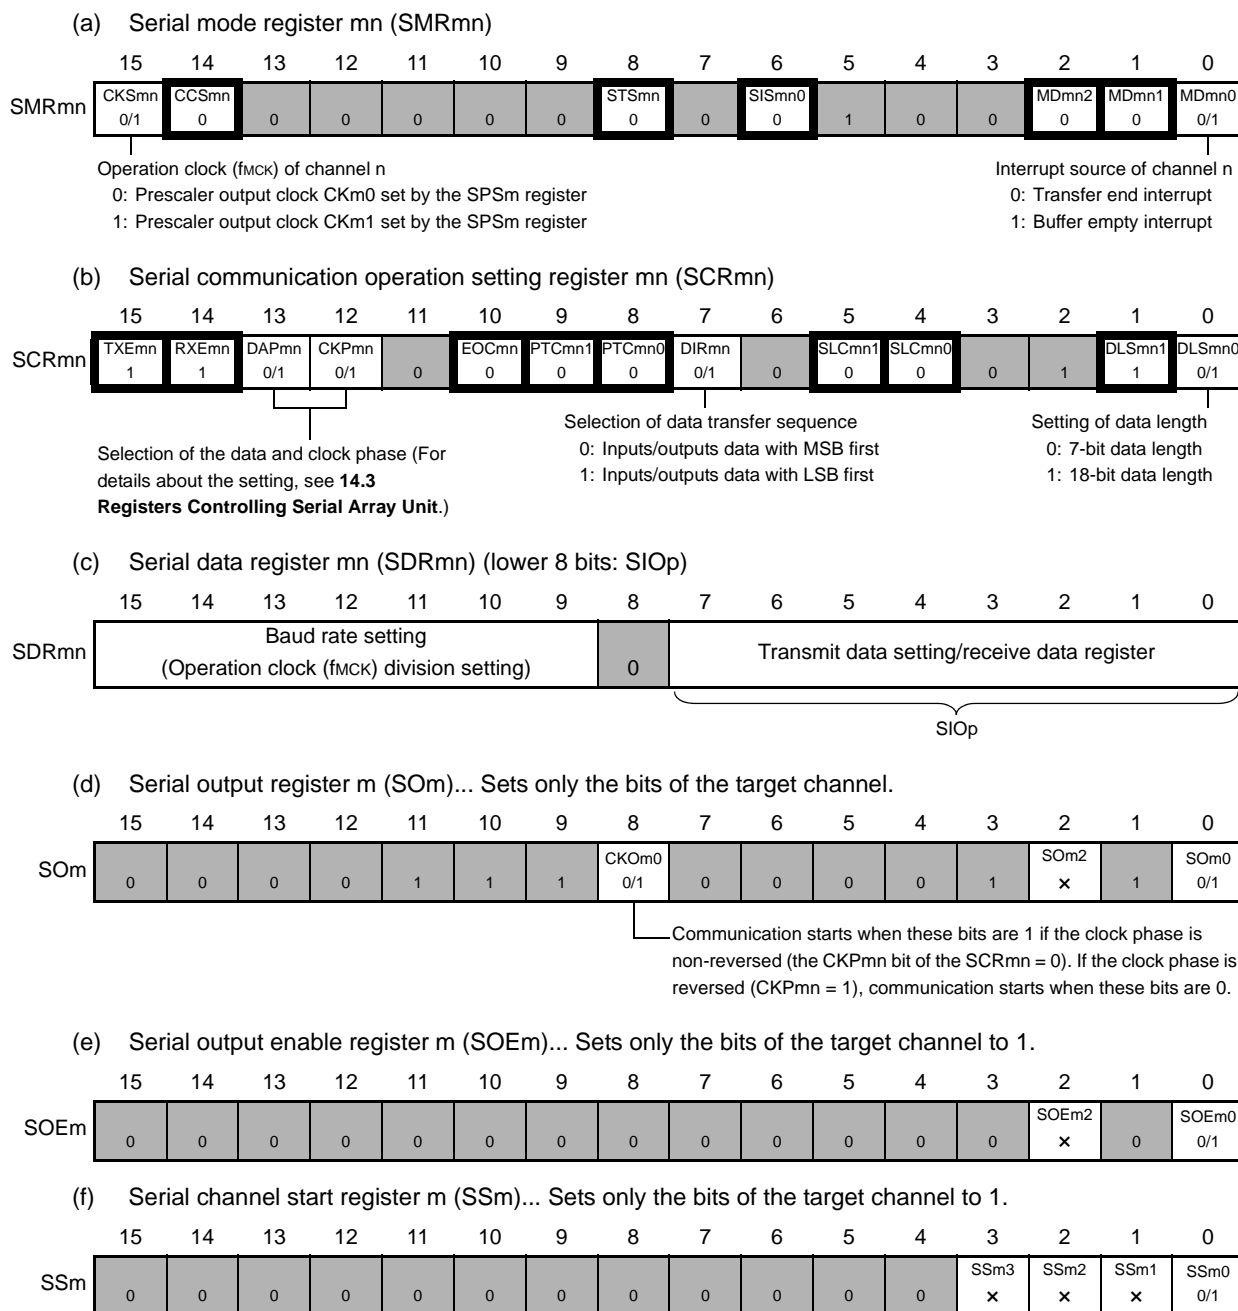 (a) Serial mode register mn (SMRmn)
15 14 13 12 11 10 9 8 7 6 5 4 3 2 1 0
SMRmn CKSmn CCSmn STSmn SISmn0 MDmn2 MDmn1 MDmn0
0/1 0 0 0 0 0 0 0 0 0 1 0 0 0 0 0/1
Operation clock (fMCK) of channel n
0: Prescaler output clock CKm0 set by the SPSm register
1: Prescaler output clock CKm1 set by the SPSm register
Interrupt source of channel n
0: Transfer end interrupt
1: Buffer empty interrupt
(b) Serial communication operation setting register mn (SCRmn)
15 14 13 12 11 10 9 8 7 6 5 4 3 2 1 0
SCRmn TXEmn RXEmn DAPmn CKPmn EOCmn PTCmn1 PTCmn0 DIRmn SLCmn1 SLCmn0 DLSmn1 DLSmn0
1 1 0/1 0/1 0 0 0 0 0/1 0 0 0 0 1 1 0/1
Selection of the data and clock phase (For
details about the setting, see 14.3
Registers Controlling Serial Array Unit.)
Selection of data transfer sequence
0: Inputs/outputs data with MSB first
1: Inputs/outputs data with LSB first
Setting of data length
0: 7-bit data length
1: 18-bit data length
(c) Serial data register mn (SDRmn) (lower 8 bits: SIOp)
15 14 13 12 11 10 9 8 7 6 5 4 3 2 1 0
SDRmn
Baud rate setting
(Operation clock (fMCK) division setting)
0
Transmit data setting/receive data register
SIOp
(d) Serial output register m (SOm)... Sets only the bits of the target channel.
15 14 13 12 11 10 9 8 7 6 5 4 3 2 1 0
SOm CKOm0 SOm2 SOm0
0 0 0 0 1 1 1 0/1 0 0 0 0 1 × 1 0/1
Communication starts when these bits are 1 if the clock phase is
non-reversed (the CKPmn bit of the SCRmn = 0). If the clock phase is
reversed (CKPmn = 1), communication starts when these bits are 0.
(e) Serial output enable register m (SOEm)... Sets only the bits of the target channel to 1.
15 14 13 12 11 10 9 8 7 6 5 4 3 2 1 0
SOEm SOEm2 SOEm0
0 0 0 0 0 0 0 0 0 0 0 0 0 × 0 0/1
(f) Serial channel start register m (SSm)... Sets only the bits of the target channel to 1.
15 14 13 12 11 10 9 8 7 6 5 4 3 2 1 0
SSm SSm3 SSm2 SSm1 SSm0
0 0 0 0 0 0 0 0 0 0 0 0 × × × 0/1